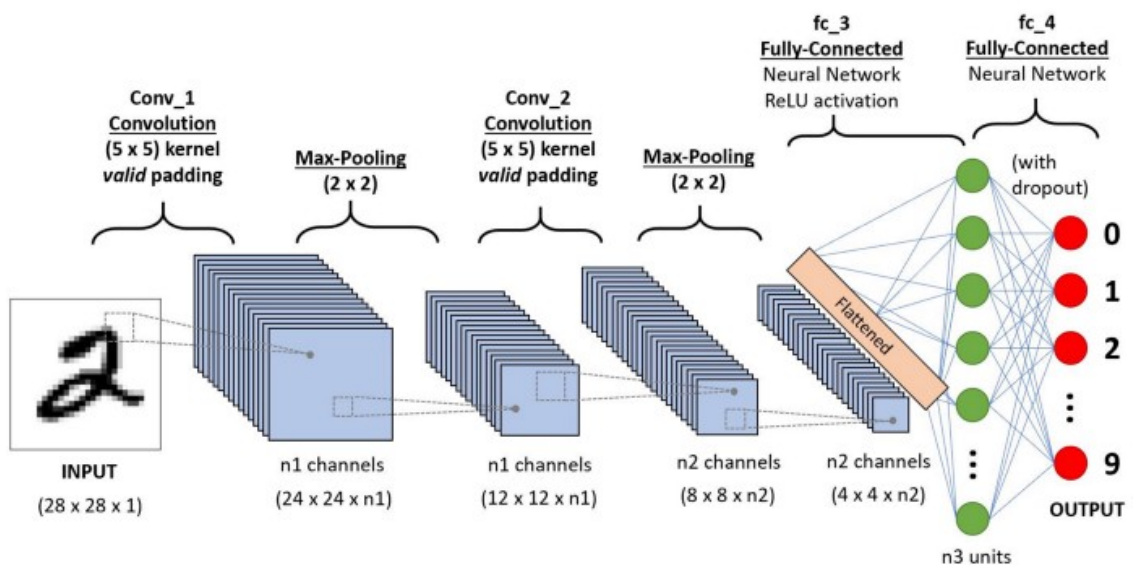 fc_3
Fully-Connected
Neural Network
ReLU activation
fc_4
Fully-Connected
Neural Network
Conv_1
Convolution
(5 x 5) kernel
valid padding
Max-Pooling
(2 x 2)
Conv_2
Convolution
(5 x 5) kernel
valid padding
Max-Pooling
(2 x 2)
(with
dropout)
Flattened
0
1
2
9
INPUT
(28 x 28 x 1)
n1 channels
(24 x 24 x n1)
n1 channels
(12 x 12 x n1)
n2 channels
(8 x 8 x n2)
n2 channels
(4 x 4 x n2)
n3 units
OUTPUT